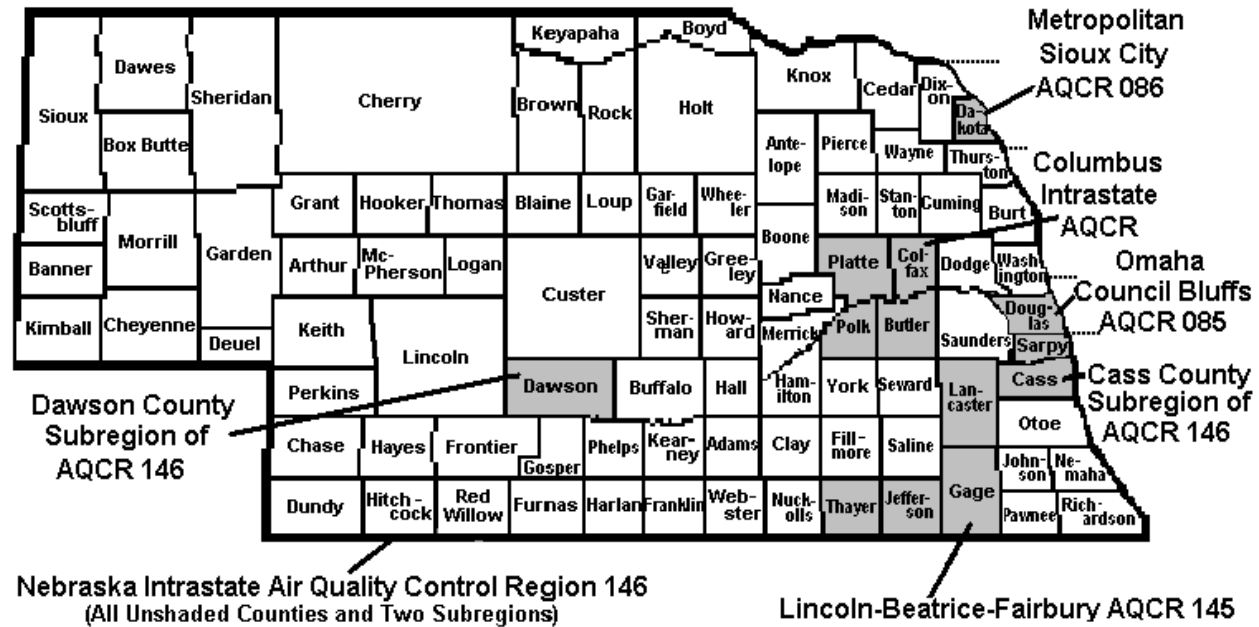 Metropolitan
Sioux City
AQCR 086
Columbus
Intrastate
AQCR
Omaha
Council Bluffs
AQCR 085
Cass County
Subregion of
AQCR 146
Dawson County
Subregion of
AQCR 146
Keyapaha
Boyd
Dawes
Sheridan
Cherry
Knox
Cedar
Dix-
on
Sioux
Brown
Rock
Holt
Da-
kota
Box Butte
Ante-
lope
Pierce
Wayne
Thurs-
ton
Scotts-
bluff
Grant
Hooker
Thomas
Blaine
Loup
Gar-
field
Whee-
ler
Madi-
son
Stan-
ton
Cuming
Burt
Morrill
Garden
Boone
Banner
Arthur
Mc-
Pherson
Logan
Valley
Gree-
ley
Platte
Col-
fax
Dodge
Wash
ington
Custer
Nance
Kimball
Cheyenne
Keith
Deuel
Lincoln
Sher-
man
How-
ard
Merrick
Polk
Butler
Saunders
Doug-
las
Sarpy
Perkins
Dawson
Buffalo
Hall
Ham-
ilton
York
Seward
Lan-
caster
Cass
Otoe
Chase
Hayes
Frontier
Gosper
Phelps
Kear-
ney
Adams
Clay
Fill-
more
Saline
John-
son
Ne-
maha
Dundy
Hitch-
cock
Red
Willow
Furnas
Harlan
Franklin
Web-
ster
Nuck-
olls
Thayer
Jeffer-
son
Gage
Pawnee
Rich-
ardson
Nebraska Intrastate Air Quality Control Region 146
(All Unshaded Counties and Two Subregions)
Lincoln-Beatrice-Fairbury AQCR 145